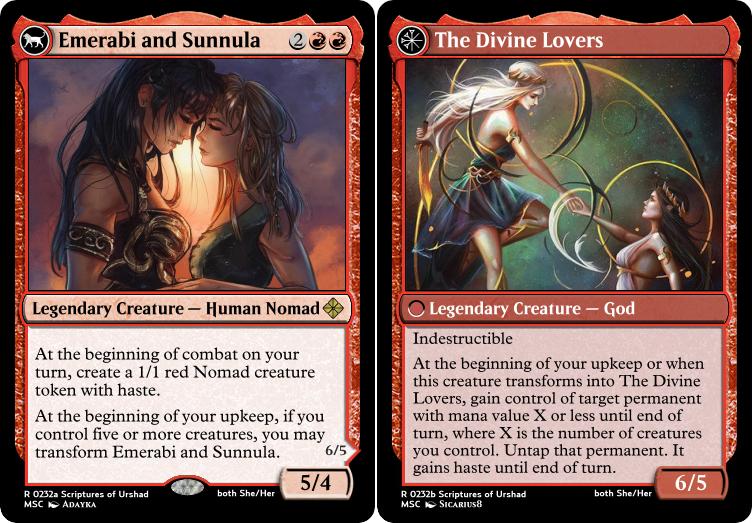 Emerabi and Sunnula
2
Legendary Creature — Human Nomad
At the beginning of combat on your
turn, create a 1/1 red Nomad creature
token with haste.
At the beginning of your upkeep, if you
control five or more creatures, you may
transform Emerabi and Sunnula.
6/5
5/4
R 0232a Scriptures of Urshad
MSC Adayka
both She/Her
The Divine Lovers
Legendary Creature — God
Indestructible
At the beginning of your upkeep or when
this creature transforms into The Divine
Lovers, gain control of target permanent
with mana value X or less until end of
turn, where X is the number of creatures
you control. Untap that permanent. It
gains haste until end of turn.
6/5
R 0232b Scriptures of Urshad
MSC Sicarius8
both She/Her